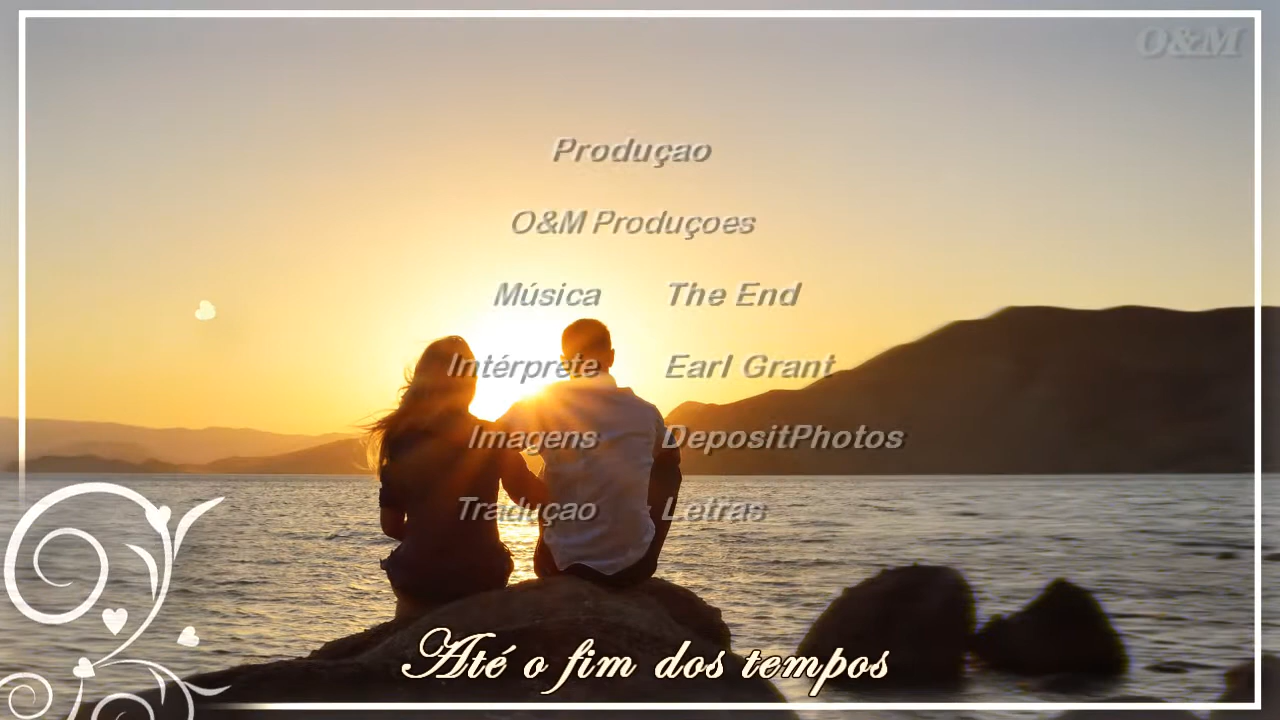 O&M
Produçao
O&M Produçoes
Música The End
Intérprete Earl Grant
Imagens DepositPhotos
Traduçao Letras
Até o fim dos tempos